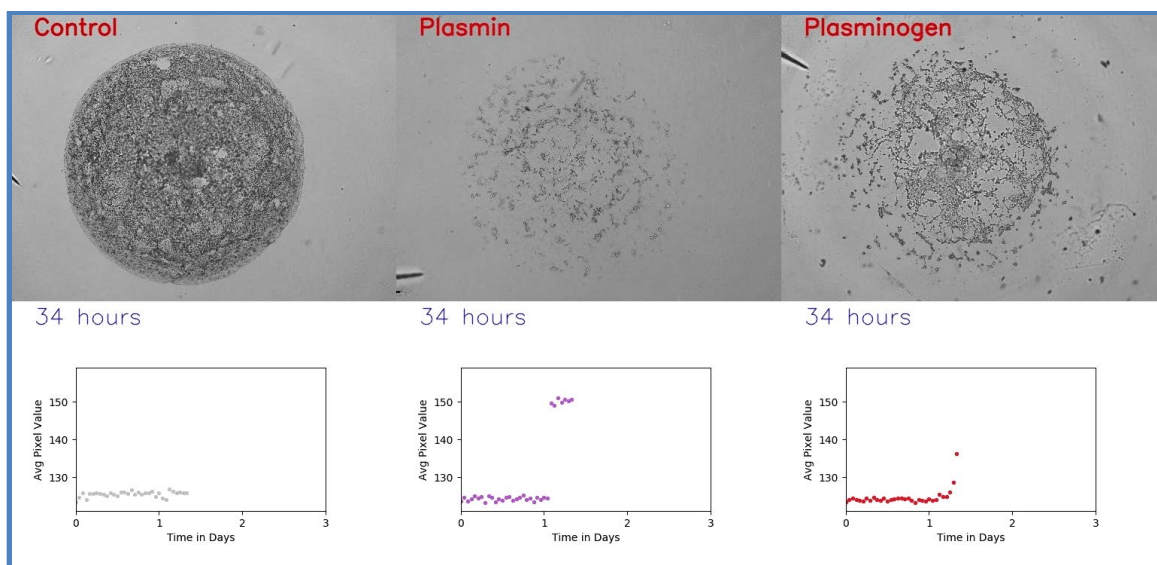 Control
Plasmin
Plasminogen
34 hours
34 hours
34 hours
Avg Pixel Value
150
140
130
0
1
2
3
Time in Days
Avg Pixel Value
150
140
130
0
1
2
3
Time in Days
Avg Pixel Value
150
140
130
0
1
2
3
Time in Days